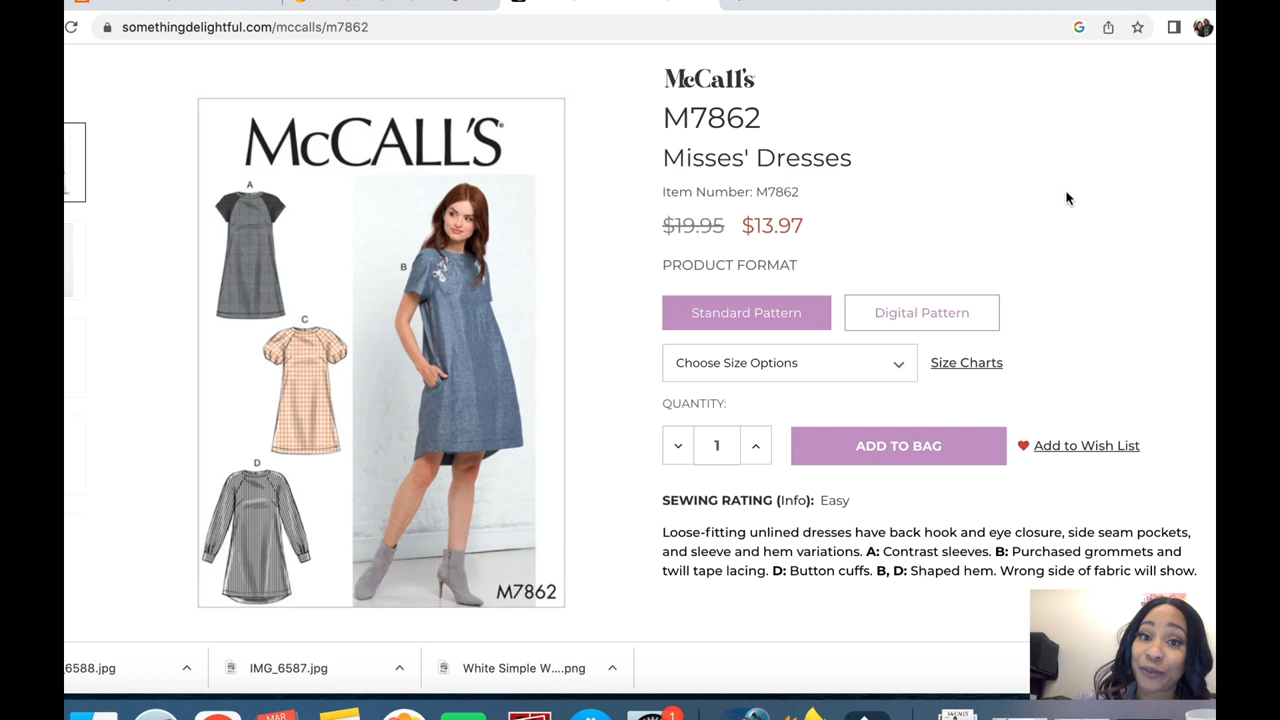 somethingdelightful.com/mccalls/m7862
McCall's
M7862
Misses' Dresses
Item Number: M7862
$19.95 $13.97
PRODUCT FORMAT
Standard Pattern
Digital Pattern
Choose Size Options
Size Charts
QUANTITY:
1
ADD TO BAG
Add to Wish List
SEWING RATING (Info): Easy
Loose-fitting unlined dresses have back hook and eye closure, side seam pockets,
and sleeve and hem variations. A: Contrast sleeves. B: Purchased grommets and
twill tape lacing. D: Button cuffs. B, D: Shaped hem. Wrong side of fabric will show.
McCALL'S
A
B
C
D
M7862
6588.jpg
IMG_6587.jpg
White Simple W....png
MAR
1
McCALL'S